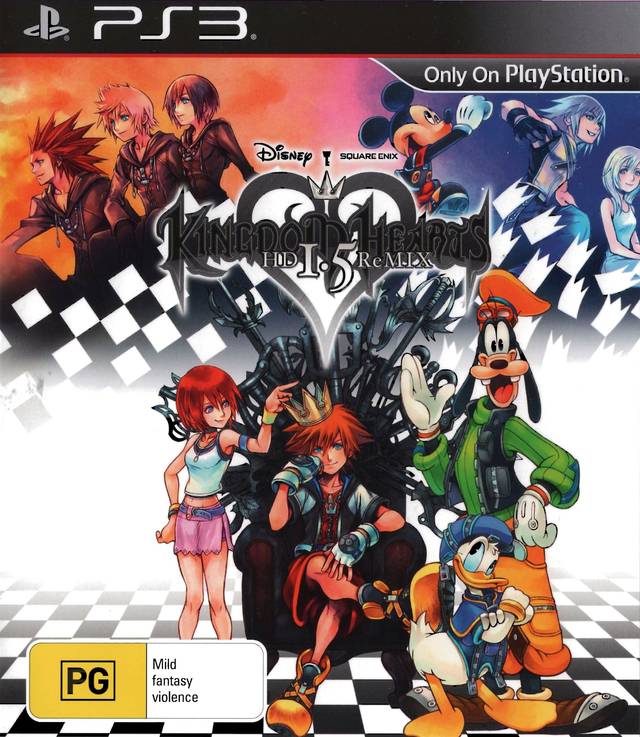 PS3
Only On PlayStation
Disney SQUARE ENIX
KINGDOM HEARTS
HD 1.5 ReMIX
PG
Mild
fantasy
violence